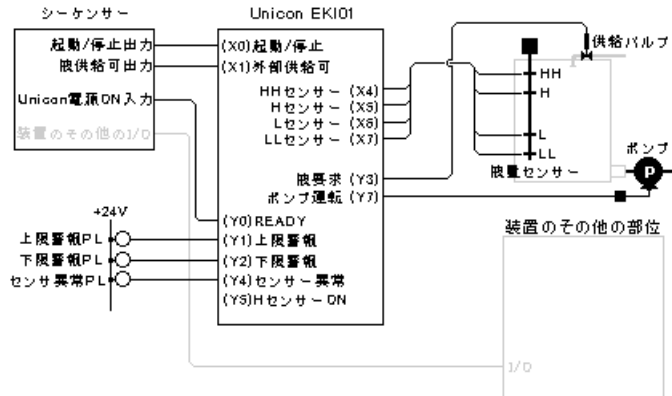 シーケンサー
起動/停止出力
液供給可出力
Unicon電源ON入力
装置のその他のI/O
Unicon EKI01
(X0)起動/停止
(X1)外部供給可
HHセンサー (X4)
Hセンサー (X5)
Lセンサー (X6)
LLセンサー (X7)
液要求 (Y3)
ポンプ運転 (Y7)
(Y0)READY
(Y1)上限警報
(Y2)下限警報
(Y4)センサー異常
(Y5)HセンサーON
+24V
上限警報PL
下限警報PL
センサ異常PL
供給バルブ
HH
H
L
LL
液量センサー
ポンプ
P
装置のその他の部位
I/O